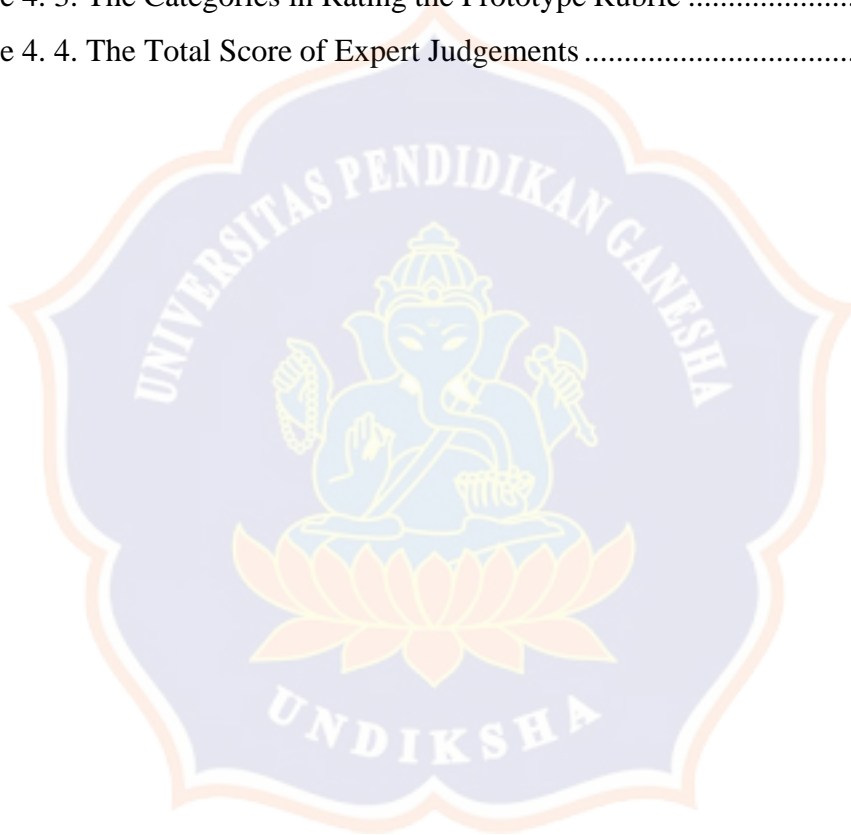 e 4. 3. The Categories in Rating the Prototype Rubric ....................
e 4. 4. The Total Score of Expert Judgements .................................
UNIVERSITAS PENDIDIKAN GANESHA
UNDIKSHA